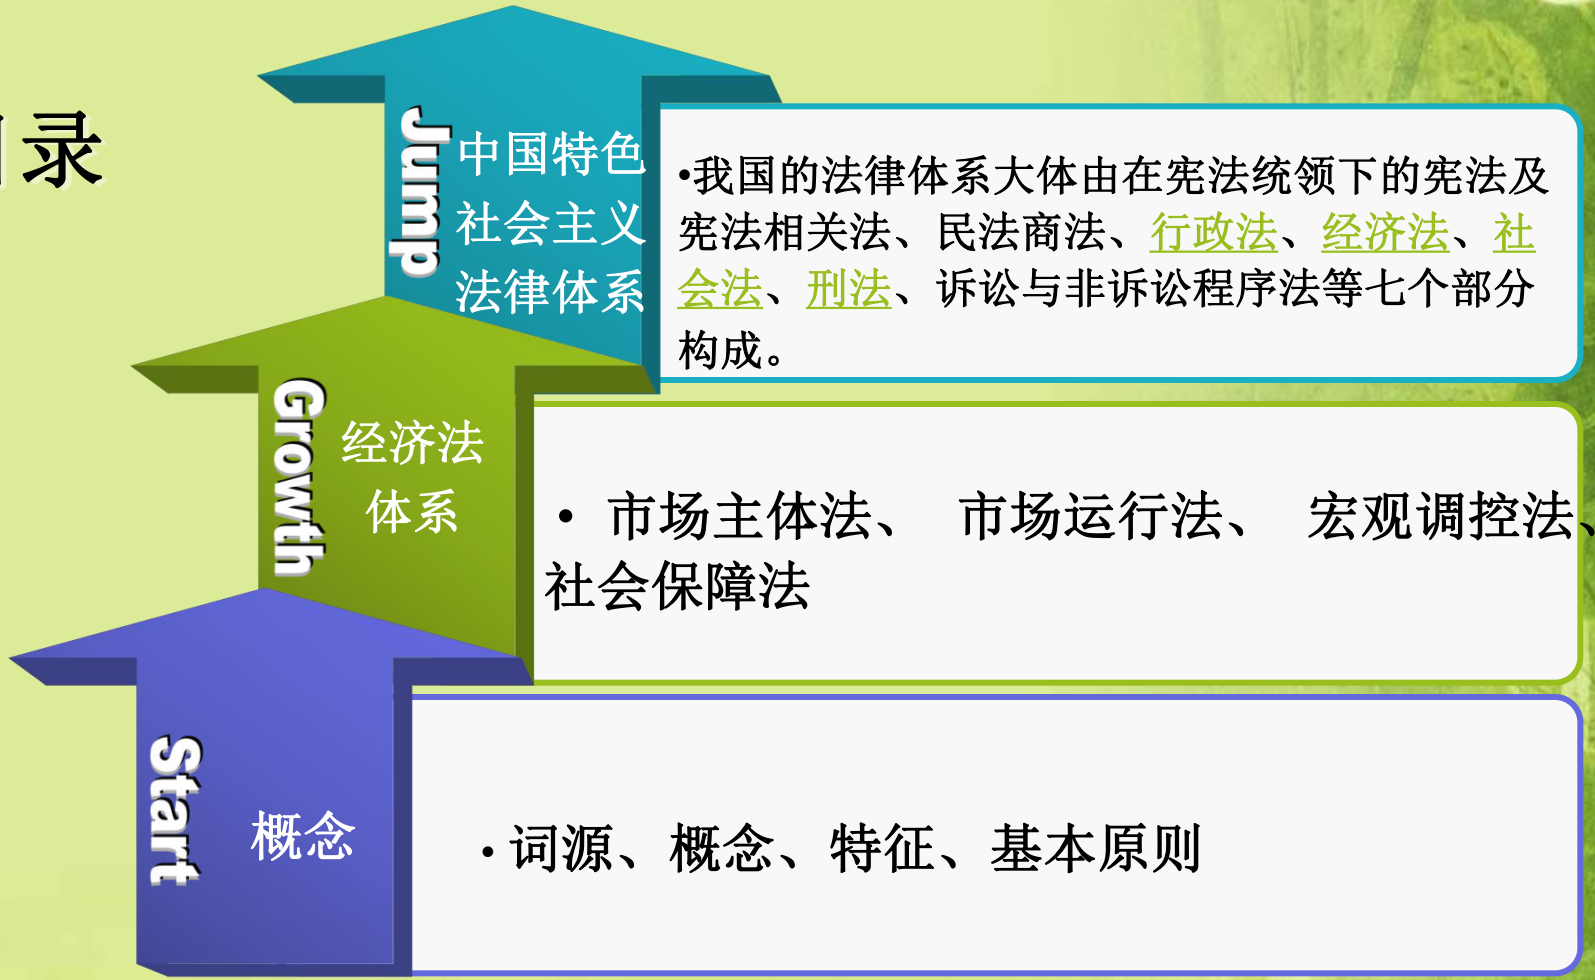 录
Jump
中国特色
社会主义
法律体系
•我国的法律体系大体由在宪法统领下的宪法及
宪法相关法、民法商法、行政法、经济法、社
会法、刑法、诉讼与非诉讼程序法等七个部分
构成。
Growth
经济法
体系
• 市场主体法、 市场运行法、 宏观调控法、
社会保障法
Start
概念
• 词源、概念、特征、基本原则